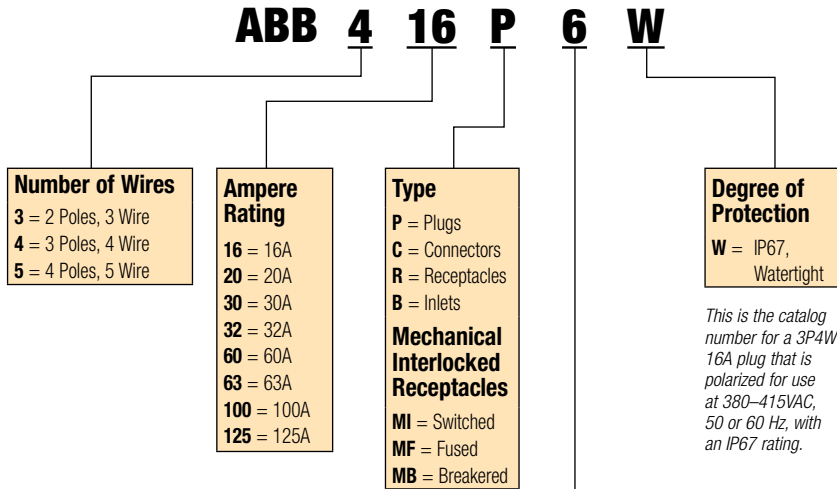 ABB 4 16 P 6 W
Number of Wires
3 = 2 Poles, 3 Wire
4 = 3 Poles, 4 Wire
5 = 4 Poles, 5 Wire
Ampere
Rating
16 = 16A
20 = 20A
30 = 30A
32 = 32A
60 = 60A
63 = 63A
100 = 100A
125 = 125A
Type
P = Plugs
C = Connectors
R = Receptacles
B = Inlets
Mechanical
Interlocked
Receptacles
MI = Switched
MF = Fused
MB = Breakered
Degree of
Protection
W = IP67,
Watertight
This is the catalog
number for a 3P4W
16A plug that is
polarized for use
at 380–415VAC,
50 or 60 Hz, with
an IP67 rating.